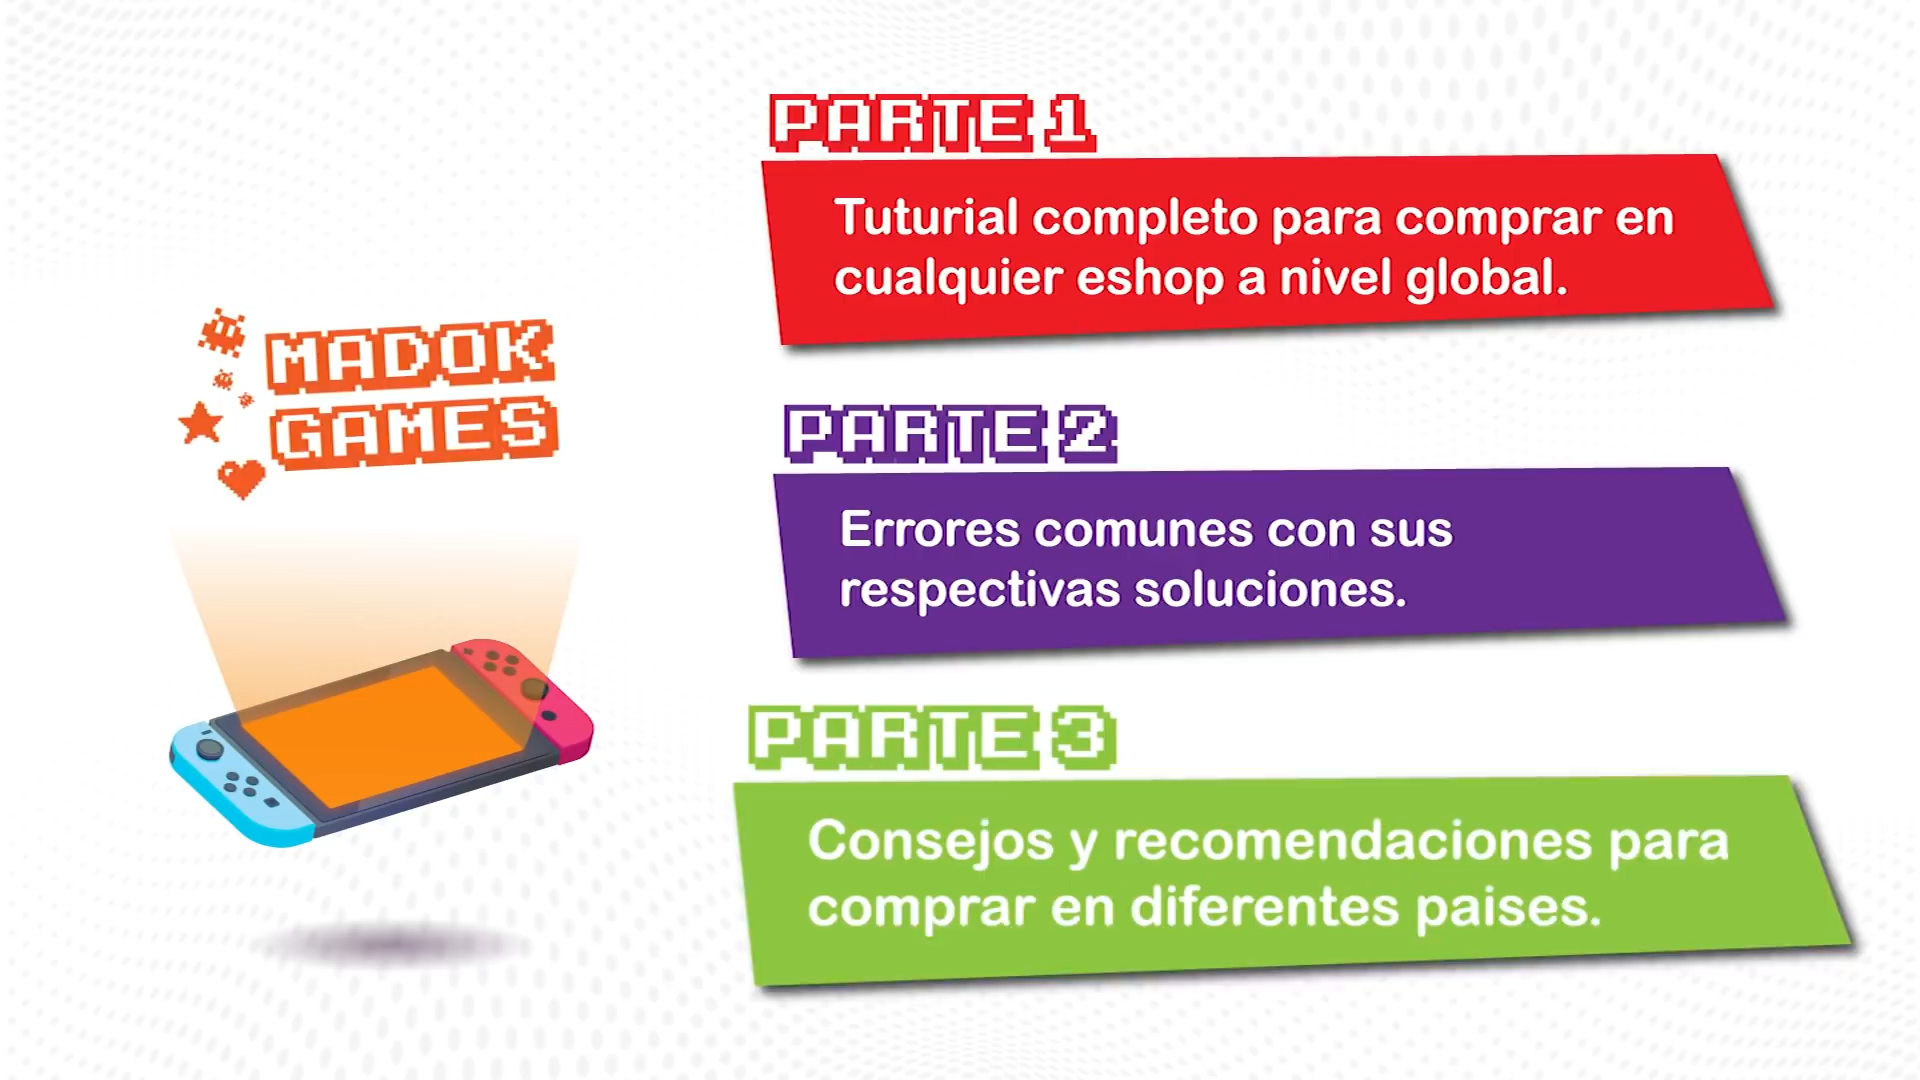 MADOK
GAMES
PARTE 1
Tuturial completo para comprar en
cualquier eshop a nivel global.
PARTE 2
Errores comunes con sus
respectivas soluciones.
PARTE 3
Consejos y recomendaciones para
comprar en diferentes paises.